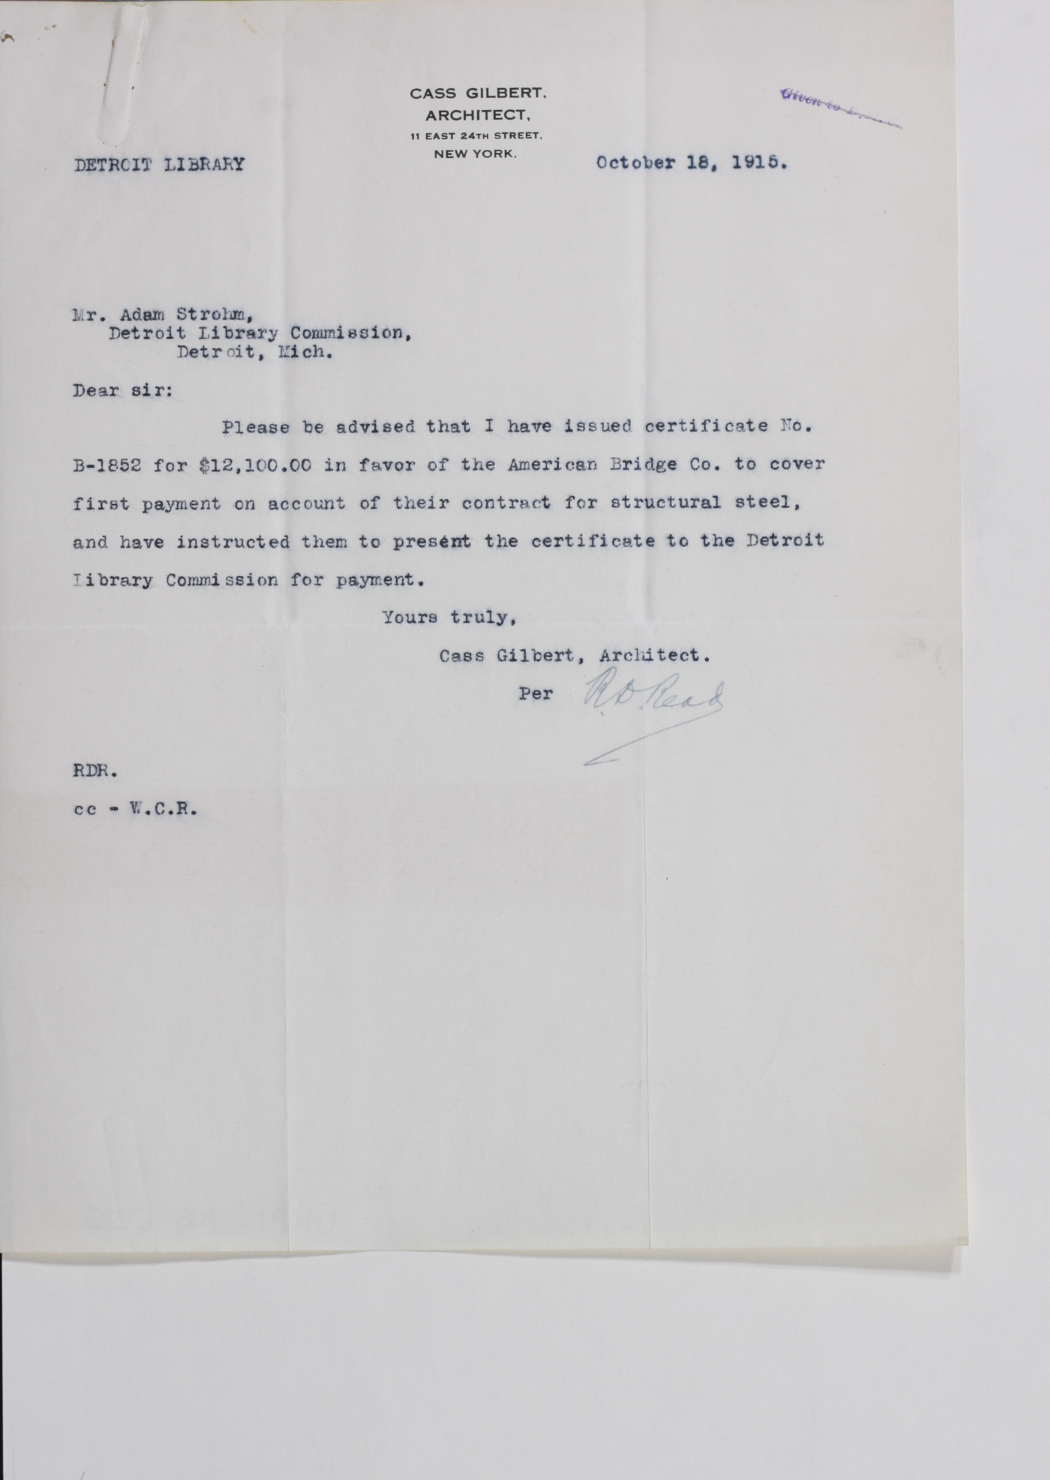 CASS GILBERT,
ARCHITECT,
11 EAST 24TH STREET,
NEW YORK.
Given to
DETROIT LIBRARY
October 18, 1915.
Mr. Adam Strohm,
Detroit Library Commission,
Detroit, Mich.
Dear sir:
Please be advised that I have issued certificate No.
B-1852 for $12,100.00 in favor of the American Bridge Co. to cover
first payment on account of their contract for structural steel,
and have instructed them to present the certificate to the Detroit
Library Commission for payment.
Yours truly,
Cass Gilbert, Architect.
Per R.D. Read
RDR.
cc - W.C.R.